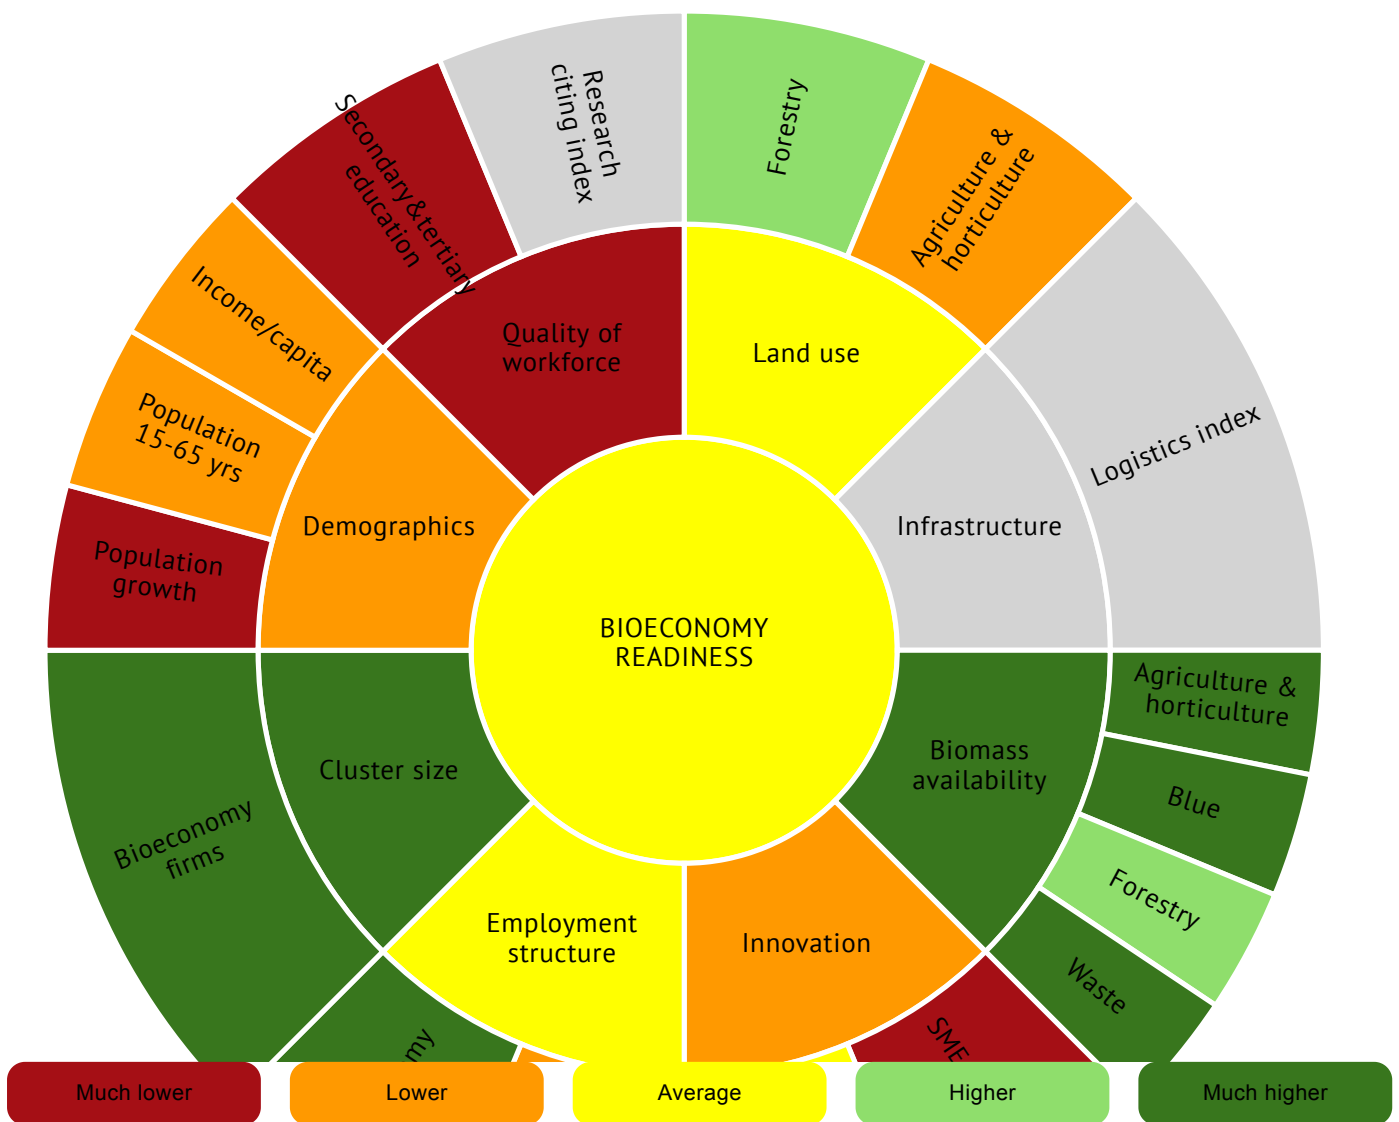 Research
citing index
Forestry
Secondary&tertiary
education
Agriculture &
horticulture
Income/capita
Quality of
workforce
Land use
Population
15-65 yrs
Logistics index
Demographics
Infrastructure
Population
growth
BIOECONOMY
READINESS
Agriculture &
horticulture
Cluster size
Biomass
availability
Blue
Bioeconomy
firms
Forestry
Employment
structure
Innovation
Waste
my
SME
Much lower
Lower
Average
Higher
Much higher